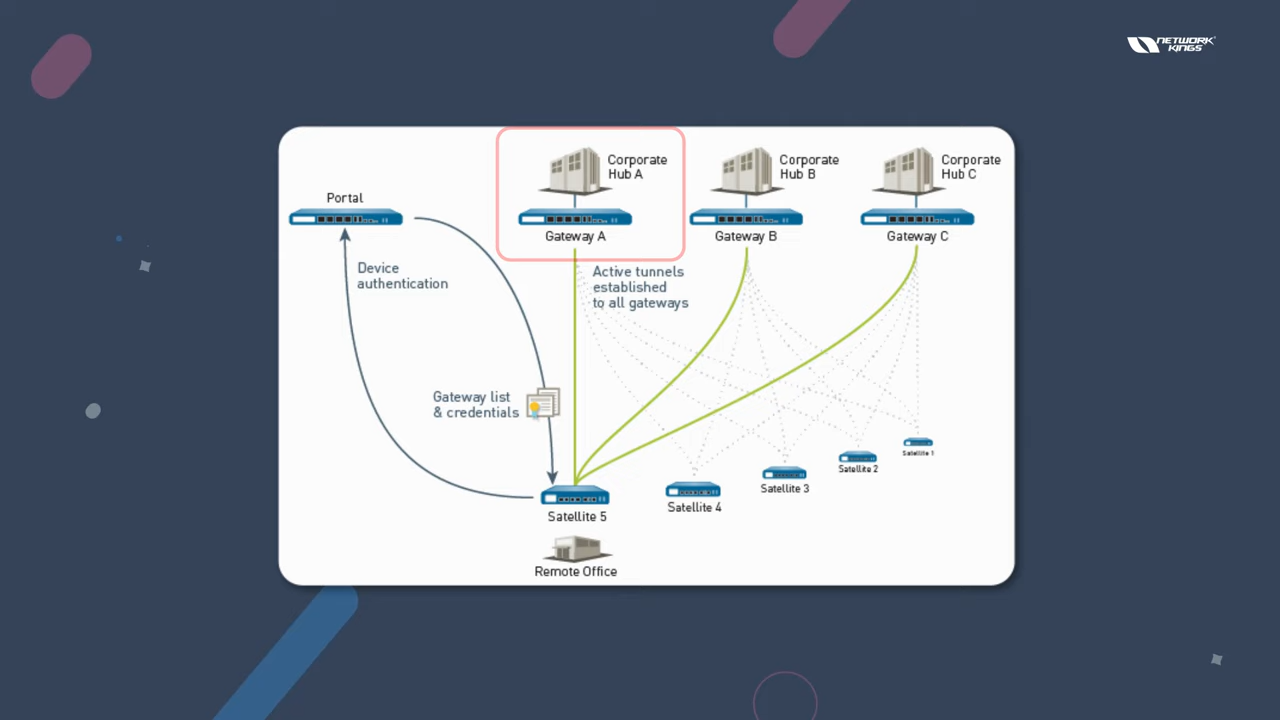 NETWORK
KINGS
Corporate
Hub A
Corporate
Hub B
Corporate
Hub C
Portal
Gateway A
Gateway B
Gateway C
Device
authentication
Active tunnels
established
to all gateways
Gateway list
& credentials
Satellite 1
Satellite 2
Satellite 3
Satellite 4
Satellite 5
Remote Office